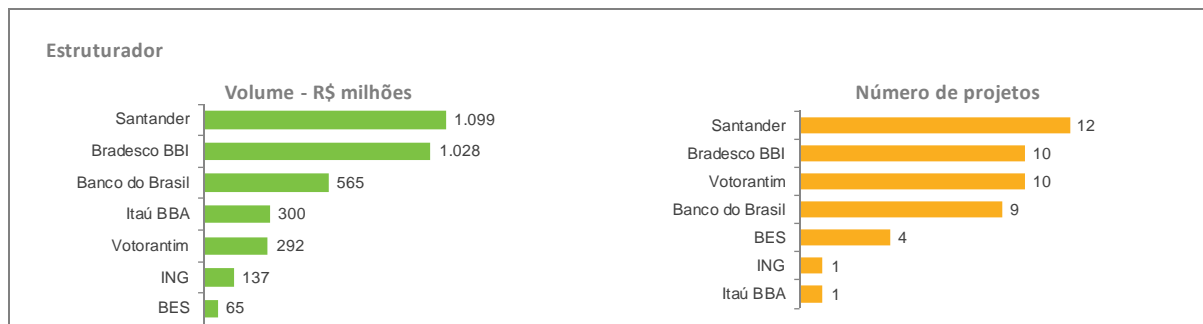 Estruturador
Volume - R$ milhões
Santander 1.099
Bradesco BBI 1.028
Banco do Brasil 565
Itaú BBA 300
Votorantim 292
ING 137
BES 65
Número de projetos
Santander 12
Bradesco BBI 10
Votorantim 10
Banco do Brasil 9
BES 4
ING 1
Itaú BBA 1